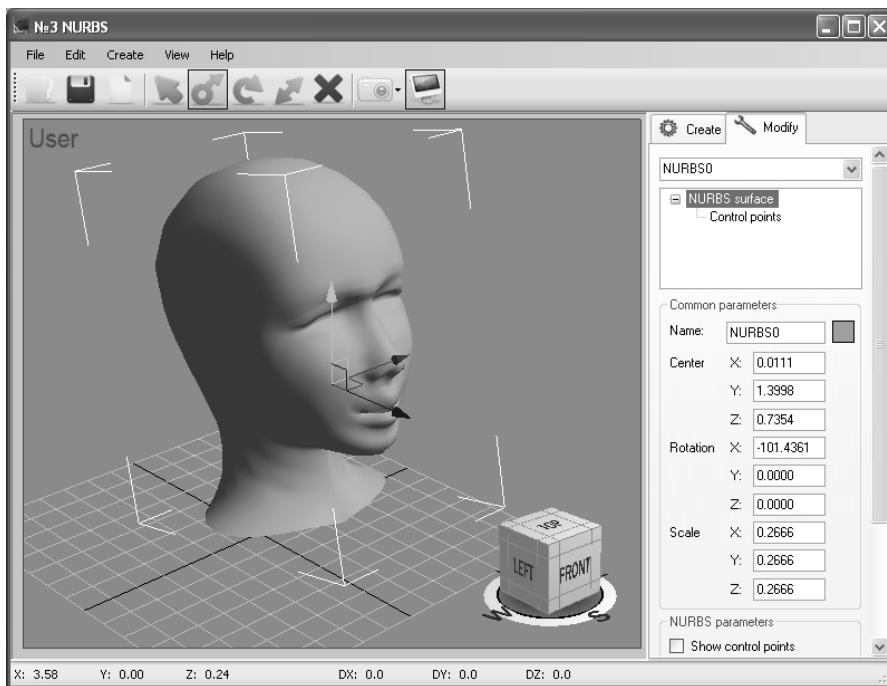 №3 NURBS
File Edit Create View Help
User
Create Modify
NURBS0
NURBS surface
Control points
Common parameters
Name: NURBS0
Center X: 0.0111
Y: 1.3998
Z: 0.7354
Rotation X: -101.4361
Y: 0.0000
Z: 0.0000
Scale X: 0.2666
Y: 0.2666
Z: 0.2666
NURBS parameters
Show control points
TOP
LEFT FRONT
W S
X: 3.58 Y: 0.00 Z: 0.24 DX: 0.0 DY: 0.0 DZ: 0.0